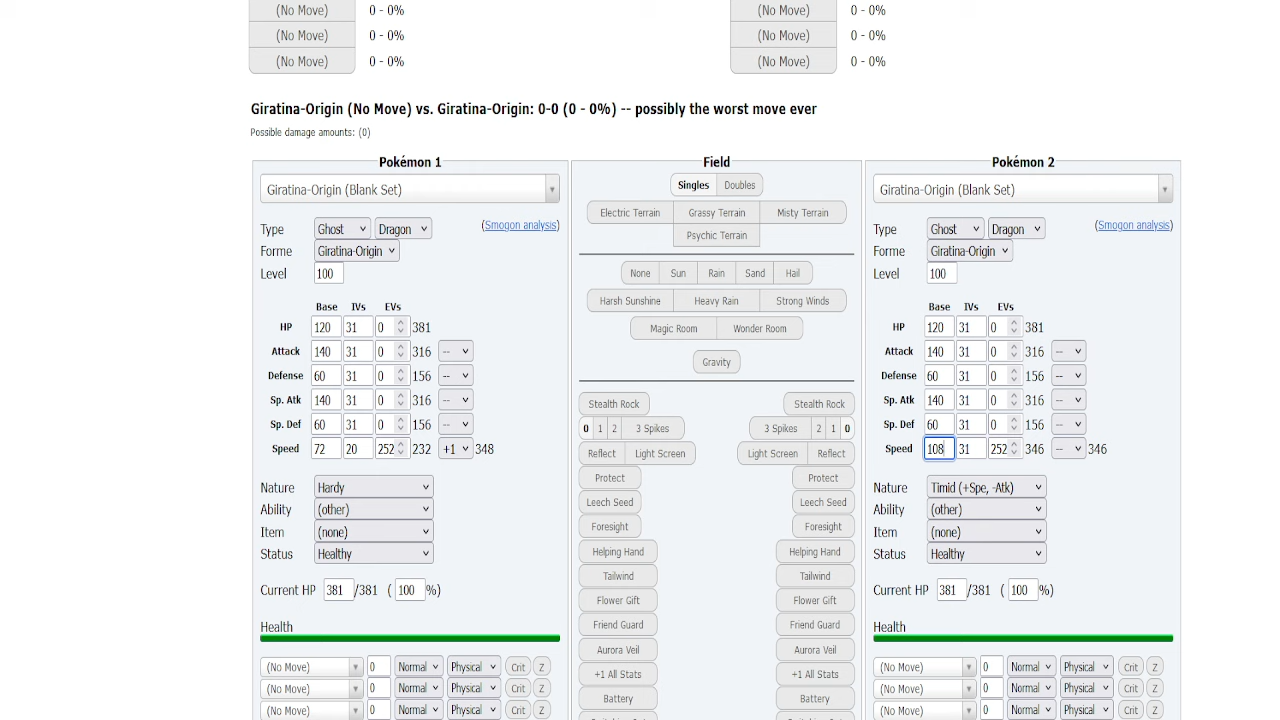 (No Move) 0 - 0% (No Move) 0 - 0%
(No Move) 0 - 0% (No Move) 0 - 0%
(No Move) 0 - 0% (No Move) 0 - 0%
Giratina-Origin (No Move) vs. Giratina-Origin: 0-0 (0 - 0%) -- possibly the worst move ever
Possible damage amounts: (0)
Pokémon 1
Giratina-Origin (Blank Set)
Type Ghost Dragon (Smogon analysis)
Forme Giratina-Origin
Level 100
Base IVs EVs
HP 120 31 0 381
Attack 140 31 0 316 --
Defense 60 31 0 156 --
Sp. Atk 140 31 0 316 --
Sp. Def 60 31 0 156 --
Speed 72 20 252 232 +1 348
Nature Hardy
Ability (other)
Item (none)
Status Healthy
Current HP 381 /381 ( 100 %)
Health
(No Move) 0 Normal Physical Crit Z
(No Move) 0 Normal Physical Crit Z
(No Move) 0 Normal Physical Crit Z
Field
Singles Doubles
Electric Terrain Grassy Terrain Misty Terrain
Psychic Terrain
None Sun Rain Sand Hail
Harsh Sunshine Heavy Rain Strong Winds
Magic Room Wonder Room
Gravity
Stealth Rock Stealth Rock
0 1 2 3 Spikes 3 Spikes 2 1 0
Reflect Light Screen Light Screen Reflect
Protect Protect
Leech Seed Leech Seed
Foresight Foresight
Helping Hand Helping Hand
Tailwind Tailwind
Flower Gift Flower Gift
Friend Guard Friend Guard
Aurora Veil Aurora Veil
+1 All Stats +1 All Stats
Battery Battery
Pokémon 2
Giratina-Origin (Blank Set)
Type Ghost Dragon (Smogon analysis)
Forme Giratina-Origin
Level 100
Base IVs EVs
HP 120 31 0 381
Attack 140 31 0 316 --
Defense 60 31 0 156 --
Sp. Atk 140 31 0 316 --
Sp. Def 60 31 0 156 --
Speed 108 31 252 346 -- 346
Nature Timid (+Spe, -Atk)
Ability (other)
Item (none)
Status Healthy
Current HP 381 /381 ( 100 %)
Health
(No Move) 0 Normal Physical Crit Z
(No Move) 0 Normal Physical Crit Z
(No Move) 0 Normal Physical Crit Z